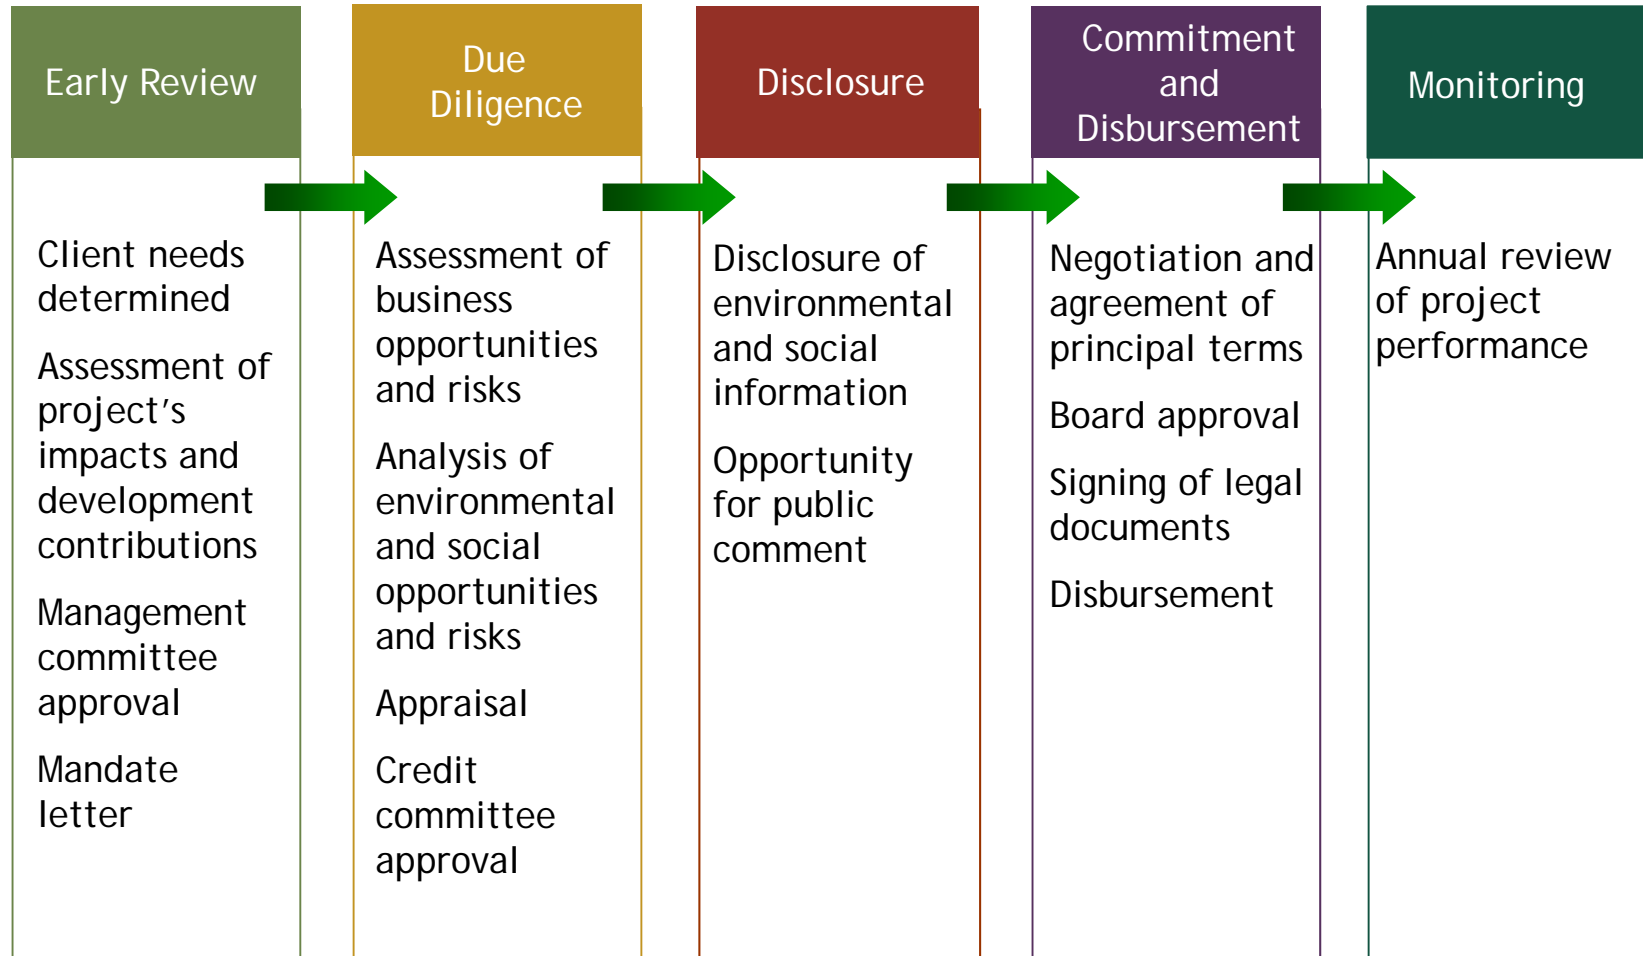 Early Review
Client needs
determined
Assessment of
project's
impacts and
development
contributions
Management
committee
approval
Mandate
letter
Due
Diligence
Assessment of
business
opportunities
and risks
Analysis of
environmental
and social
opportunities
and risks
Appraisal
Credit
committee
approval
Disclosure
Disclosure of
environmental
and social
information
Opportunity
for public
comment
Commitment
and
Disbursement
Negotiation and
agreement of
principal terms
Board approval
Signing of legal
documents
Disbursement
Monitoring
Annual review
of project
performance